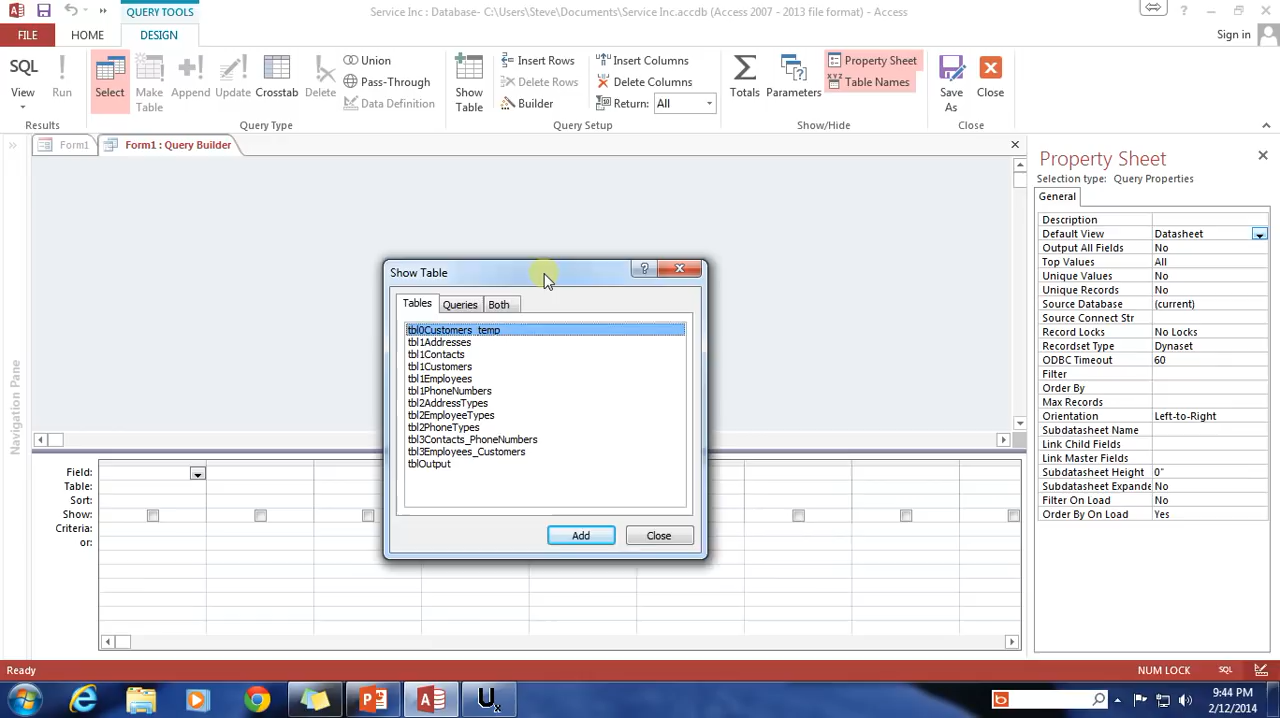 QUERY TOOLS
Service Inc : Database- C:\Users\Steve\Documents\Service Inc.accdb (Access 2007 - 2013 file format) - Access
FILE
HOME
DESIGN
Sign in
SQL
View
Run
Select
Make
Table
Append
Update
Crosstab
Delete
Union
Pass-Through
Data Definition
Show
Table
Insert Rows
Delete Rows
Builder
Insert Columns
Delete Columns
Return: All
Totals
Parameters
Property Sheet
Table Names
Save
As
Close
Results
Query Type
Query Setup
Show/Hide
Close
Form1
Form1 : Query Builder
Navigation Pane
Show Table
Tables
Queries
Both
tbl0Customers_temp
tbl1Addresses
tbl1Contacts
tbl1Customers
tbl1Employees
tbl1PhoneNumbers
tbl2AddressTypes
tbl2EmployeeTypes
tbl2PhoneTypes
tbl3Contacts_PhoneNumbers
tbl3Employees_Customers
tblOutput
Add
Close
Field:
Table:
Sort:
Show:
Criteria:
or:
Property Sheet
Selection type: Query Properties
General
Description
Default View Datasheet
Output All Fields No
Top Values All
Unique Values No
Unique Records No
Source Database (current)
Source Connect Str
Record Locks No Locks
Recordset Type Dynaset
ODBC Timeout 60
Filter
Order By
Max Records
Orientation Left-to-Right
Subdatasheet Name
Link Child Fields
Link Master Fields
Subdatasheet Height 0"
Subdatasheet Expande No
Filter On Load No
Order By On Load Yes
Ready
NUM LOCK
SQL
9:44 PM
2/12/2014